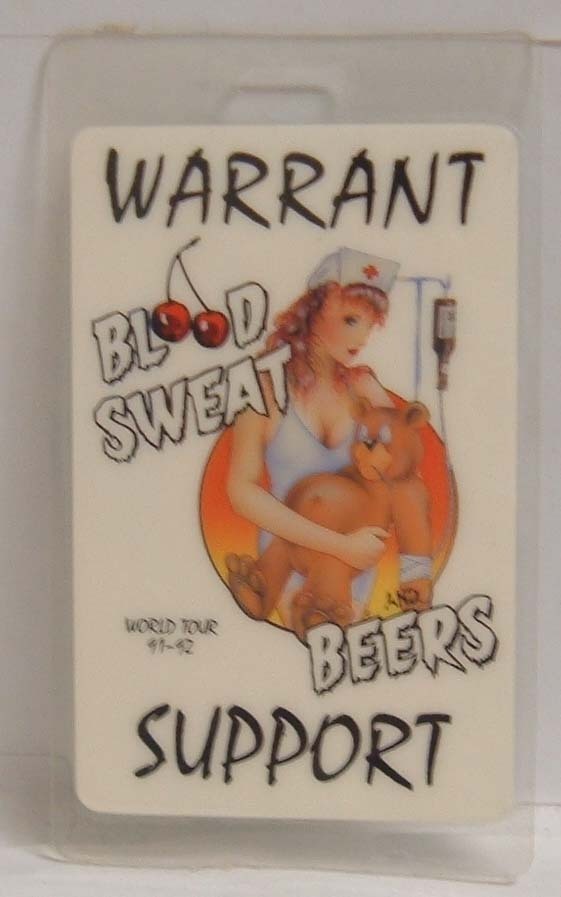 WARRANT
BLOOD
SWEAT
AND
BEERS
WORLD TOUR
91-92
SUPPORT